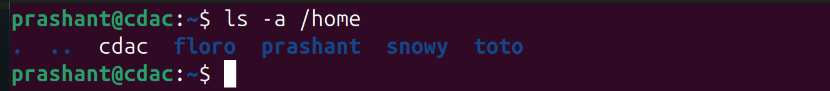 prashant@cdac:~$ ls -a /home
.  ..  cdac  floro  prashant  snowy  toto
prashant@cdac:~$